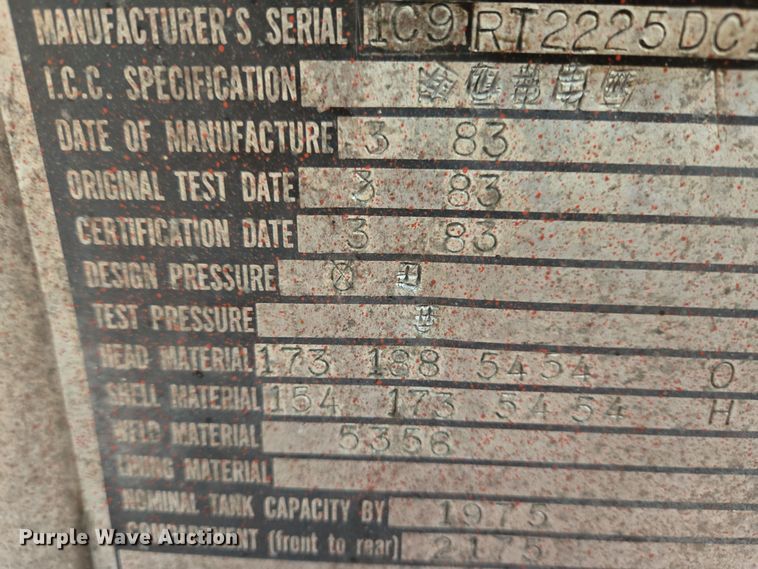 MANUFACTURER'S SERIAL 1C9 RT2225DC1
I.C.C. SPECIFICATION
DATE OF MANUFACTURE 3 83
ORIGINAL TEST DATE 3 83
CERTIFICATION DATE 3 83
DESIGN PRESSURE
TEST PRESSURE
HEAD MATERIAL 173 188 5454 O
SHELL MATERIAL 154 173 5454 H
WELD MATERIAL 5356
LINING MATERIAL
NOMINAL TANK CAPACITY BY 1975
COMPARTMENT (front to rear) 2175
Purple Wave Auction